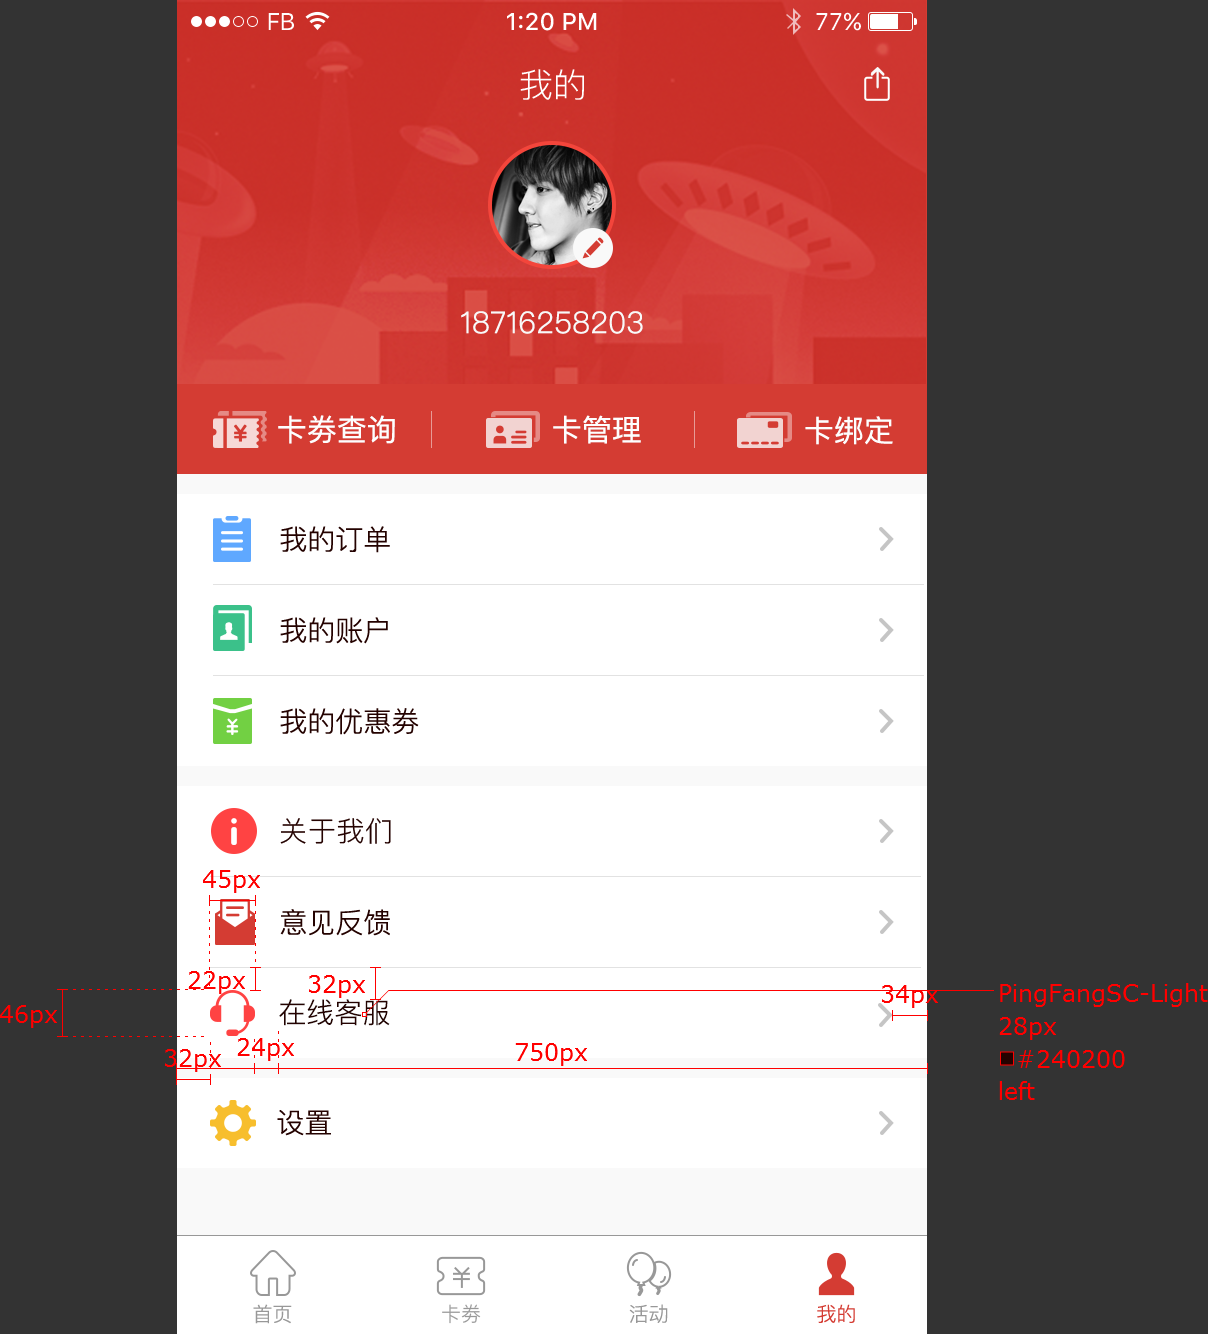 FB 1:20 PM 77%
我的
18716258203
卡券查询 卡管理 卡绑定
我的订单
我的账户
我的优惠券
关于我们
45px
意见反馈
22px 32px
46px 在线客服 34px PingFangSC-Light
28px
32px 24px 750px #240200
left
设置
首页 卡券 活动 我的